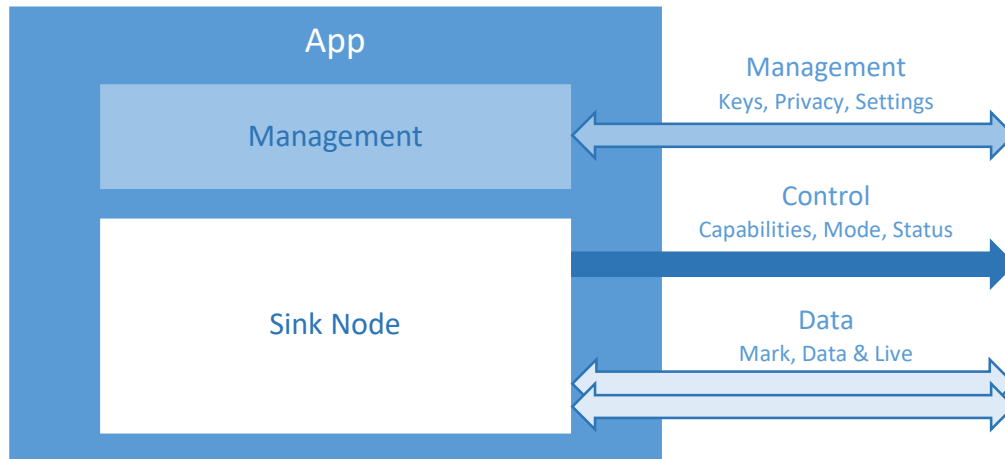 App
Management
Sink Node
Management
Keys, Privacy, Settings
Control
Capabilities, Mode, Status
Data
Mark, Data & Live